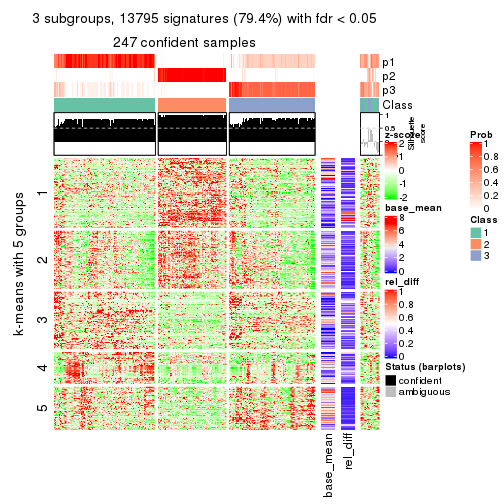 3 subgroups, 13795 signatures (79.4%) with fdr < 0.05
247 confident samples
p1
p2
p3
Class
1
0.5
0
Silhouette
score
k-means with 5 groups
1
2
3
4
5
base_mean
rel_diff
z-score
2
1
0
-1
-2
base_mean
8
6
4
2
0
rel_diff
1
0.8
0.6
0.4
0.2
0
Status (barplots)
confident
ambiguous
Prob
1
0.8
0.6
0.4
0.2
0
Class
1
2
3